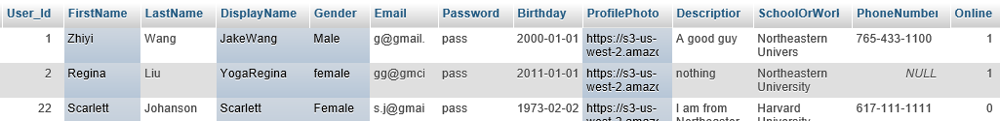 User_Id FirstName LastName DisplayName Gender Email Password Birthday ProfilePhoto Description SchoolOrWorl PhoneNumber Online
1 Zhiyi Wang JakeWang Male g@gmail. pass 2000-01-01 https://s3-us- A good guy Northeastern 765-433-1100 1
west-2.amazo Univers
2 Regina Liu YogaRegina female gg@gmci pass 2011-01-01 https://s3-us- nothing Northeastern NULL 1
west-2.amazo University
22 Scarlett Johanson Scarlett Female s.j@gmai pass 1973-02-02 https://s3-us- I am from Harvard 617-111-1111 0
west-2.amazo Northeaster University